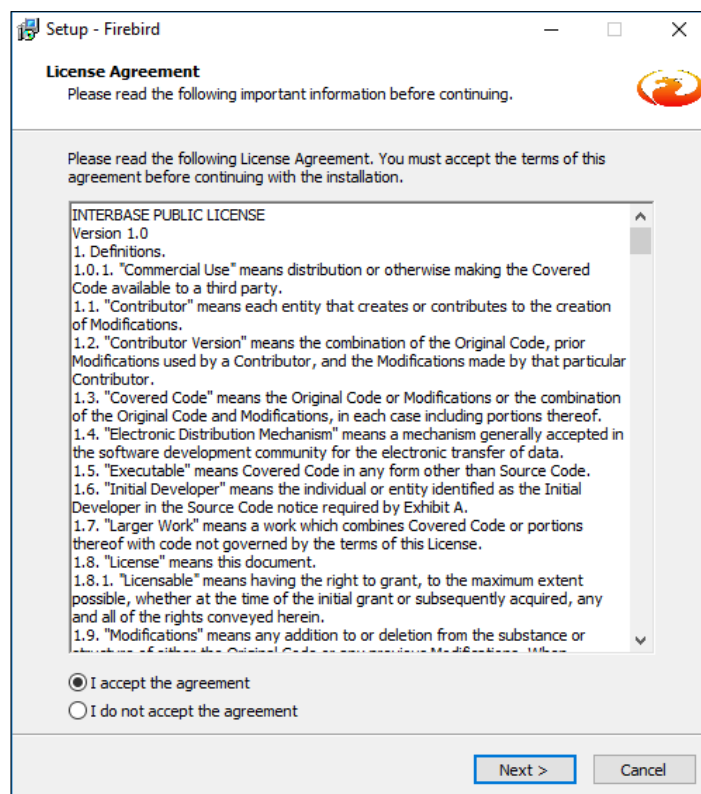 Setup - Firebird
License Agreement
Please read the following important information before continuing.
Please read the following License Agreement. You must accept the terms of this
agreement before continuing with the installation.
INTERBASE PUBLIC LICENSE
Version 1.0
1. Definitions.
1.0.1. "Commercial Use" means distribution or otherwise making the Covered
Code available to a third party.
1.1. "Contributor" means each entity that creates or contributes to the creation
of Modifications.
1.2. "Contributor Version" means the combination of the Original Code, prior
Modifications used by a Contributor, and the Modifications made by that particular
Contributor.
1.3. "Covered Code" means the Original Code or Modifications or the combination
of the Original Code and Modifications, in each case including portions thereof.
1.4. "Electronic Distribution Mechanism" means a mechanism generally accepted in
the software development community for the electronic transfer of data.
1.5. "Executable" means Covered Code in any form other than Source Code.
1.6. "Initial Developer" means the individual or entity identified as the Initial
Developer in the Source Code notice required by Exhibit A.
1.7. "Larger Work" means a work which combines Covered Code or portions
thereof with code not governed by the terms of this License.
1.8. "License" means this document.
1.8.1. "Licensable" means having the right to grant, to the maximum extent
possible, whether at the time of the initial grant or subsequently acquired, any
and all of the rights conveyed herein.
1.9. "Modifications" means any addition to or deletion from the substance or
structure of either the Original Code or any previous Modifications. When
I accept the agreement
I do not accept the agreement
Next >
Cancel